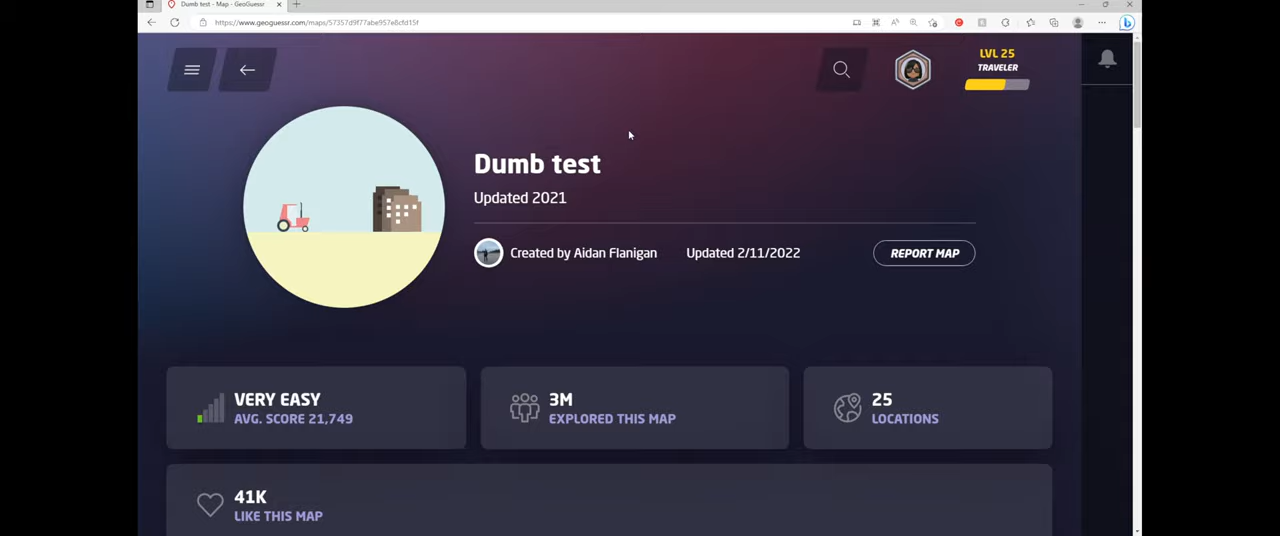 Dumb test - Map - GeoGuessr
https://www.geoguessr.com/maps/57357d9f77abe957e8cfd15f
LVL 25
TRAVELER
Dumb test
Updated 2021
Created by Aidan Flanigan
Updated 2/11/2022
REPORT MAP
VERY EASY
AVG. SCORE 21,749
3M
EXPLORED THIS MAP
25
LOCATIONS
41K
LIKE THIS MAP